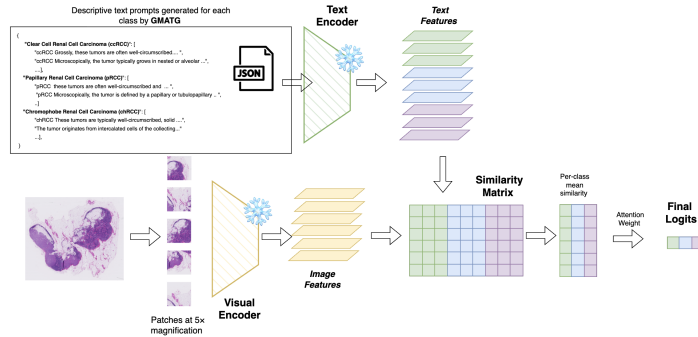 Descriptive text prompts generated for each
class by GMATG
{
"Clear Cell Renal Cell Carcinoma (ccRCC)": [
"ccRCC Grossly, these tumors are often well-circumscribed.... ",
"ccRCC Microscopically, the tumor typically grows in nested or alveolar ...",
....],
"Papillary Renal Cell Carcinoma (pRCC)": [
"pRCC: these tumors are often well-circumscribed and ... ",
"pRCC Microscopically, the tumor is defined by a papillary or tubulopapillary .. ",
..]
"Chromophobe Renal Cell Carcinoma (chRCC)": [
"chRCC These tumors are typically well-circumscribed, solid ....",
"The tumor originates from intercalated cells of the collecting..."
...],
}
JSON
Text
Encoder
Text
Features
Similarity
Matrix
Per-class
mean
similarity
Attention
Weight
Final
Logits
Image
Features
Visual
Encoder
Patches at 5×
magnification